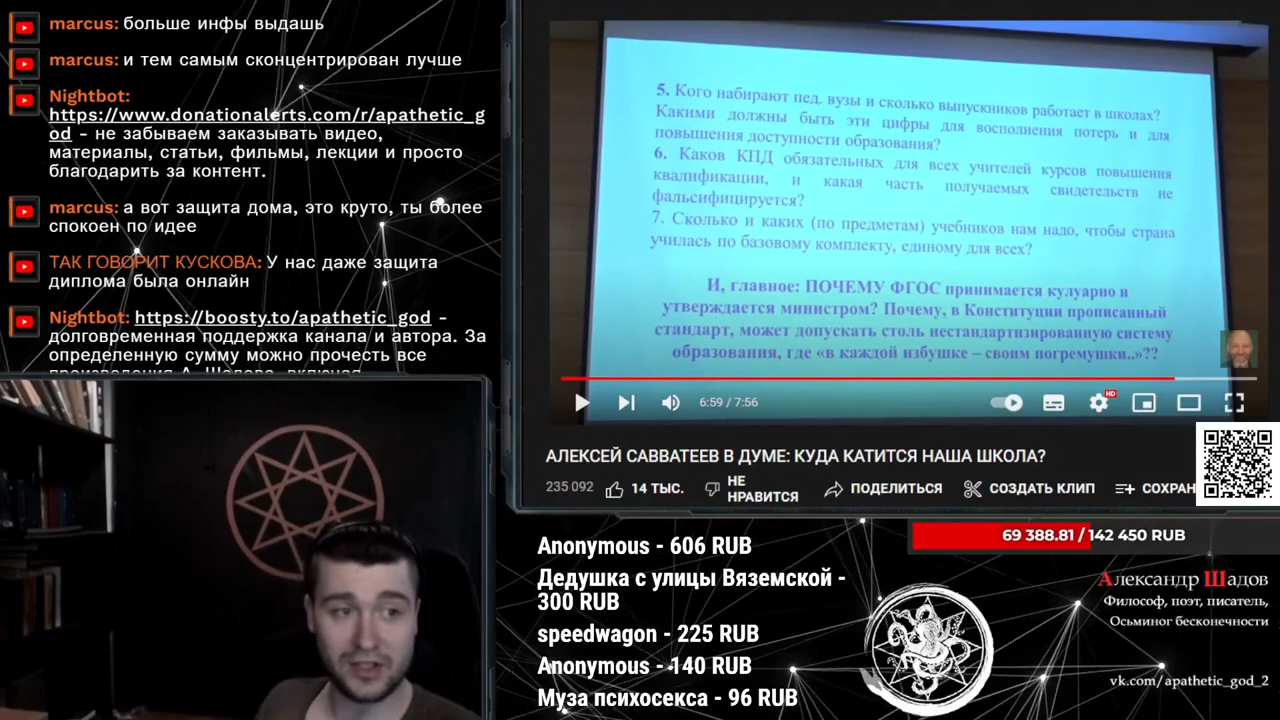 marcus: больше инфы выдашь
marcus: и тем самым сконцентрирован лучше
Nightbot:
https://www.donationalerts.com/r/apathetic_g
od - не забываем заказывать видео,
материалы, статьи, фильмы, лекции и просто
благодарить за контент.
marcus: а вот защита дома, это круто, ты более
спокоен по идее
ТАК ГОВОРИТ КУСКОВА: У нас даже защита
диплома была онлайн
Nightbot: https://boosty.to/apathetic_god -
долговременная поддержка канала и автора. За
определенную сумму можно прочесть все
произведения А. Шадова, включая
5. Кого набирают пед. вузы и сколько выпускников работает в школах?
Какими должны быть эти цифры для восполнения потерь и для
повышения доступности образования?
6. Каков КПД обязательных для всех учителей курсов повышения
квалификации, и какая часть получаемых свидетельств не
фальсифицируется?
7. Сколько и каких (по предметам) учебников нам надо, чтобы страна
училась по базовому комплекту, единому для всех?
И, главное: ПОЧЕМУ ФГОС принимается кулуарно и
утверждается министром? Почему, в Конституции прописанный
стандарт, может допускать столь нестандартизированную систему
образования, где «в каждой избушке – своим погремушки..»??
6:59 / 7:56
HD
АЛЕКСЕЙ САВВАТЕЕВ В ДУМЕ: КУДА КАТИТСЯ НАША ШКОЛА?
235 092
14 ТЫС.
НЕ
НРАВИТСЯ
ПОДЕЛИТЬСЯ
СОЗДАТЬ КЛИП
СОХРАН
69 388.81 / 142 450 RUB
Anonymous - 606 RUB
Дедушка с улицы Вяземской -
300 RUB
speedwagon - 225 RUB
Anonymous - 140 RUB
Муза психосекса - 96 RUB
Александр Шадов
Философ, поэт, писатель,
Осьминог бесконечности
vk.com/apathetic_god_2